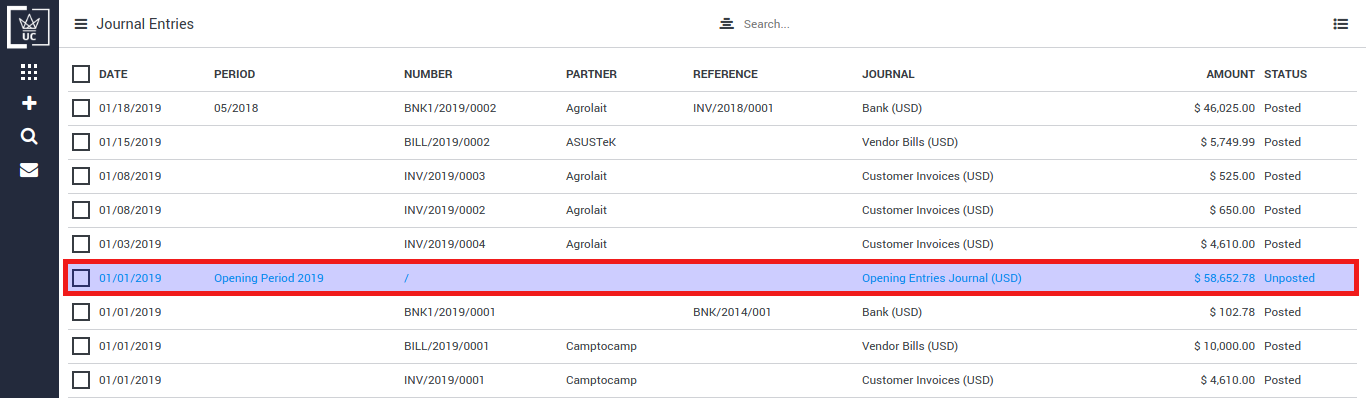 UC
Journal Entries
Search...
DATE PERIOD NUMBER PARTNER REFERENCE JOURNAL AMOUNT STATUS
01/18/2019 05/2018 BNK1/2019/0002 Agrolait INV/2018/0001 Bank (USD) $ 46,025.00 Posted
01/15/2019 BILL/2019/0002 ASUSTeK Vendor Bills (USD) $ 5,749.99 Posted
01/08/2019 INV/2019/0003 Agrolait Customer Invoices (USD) $ 525.00 Posted
01/08/2019 INV/2019/0002 Agrolait Customer Invoices (USD) $ 650.00 Posted
01/03/2019 INV/2019/0004 Agrolait Customer Invoices (USD) $ 4,610.00 Posted
01/01/2019 Opening Period 2019 / Opening Entries Journal (USD) $ 58,652.78 Unposted
01/01/2019 BNK1/2019/0001 BNK/2014/001 Bank (USD) $ 102.78 Posted
01/01/2019 BILL/2019/0001 Camptocamp Vendor Bills (USD) $ 10,000.00 Posted
01/01/2019 INV/2019/0001 Camptocamp Customer Invoices (USD) $ 4,610.00 Posted